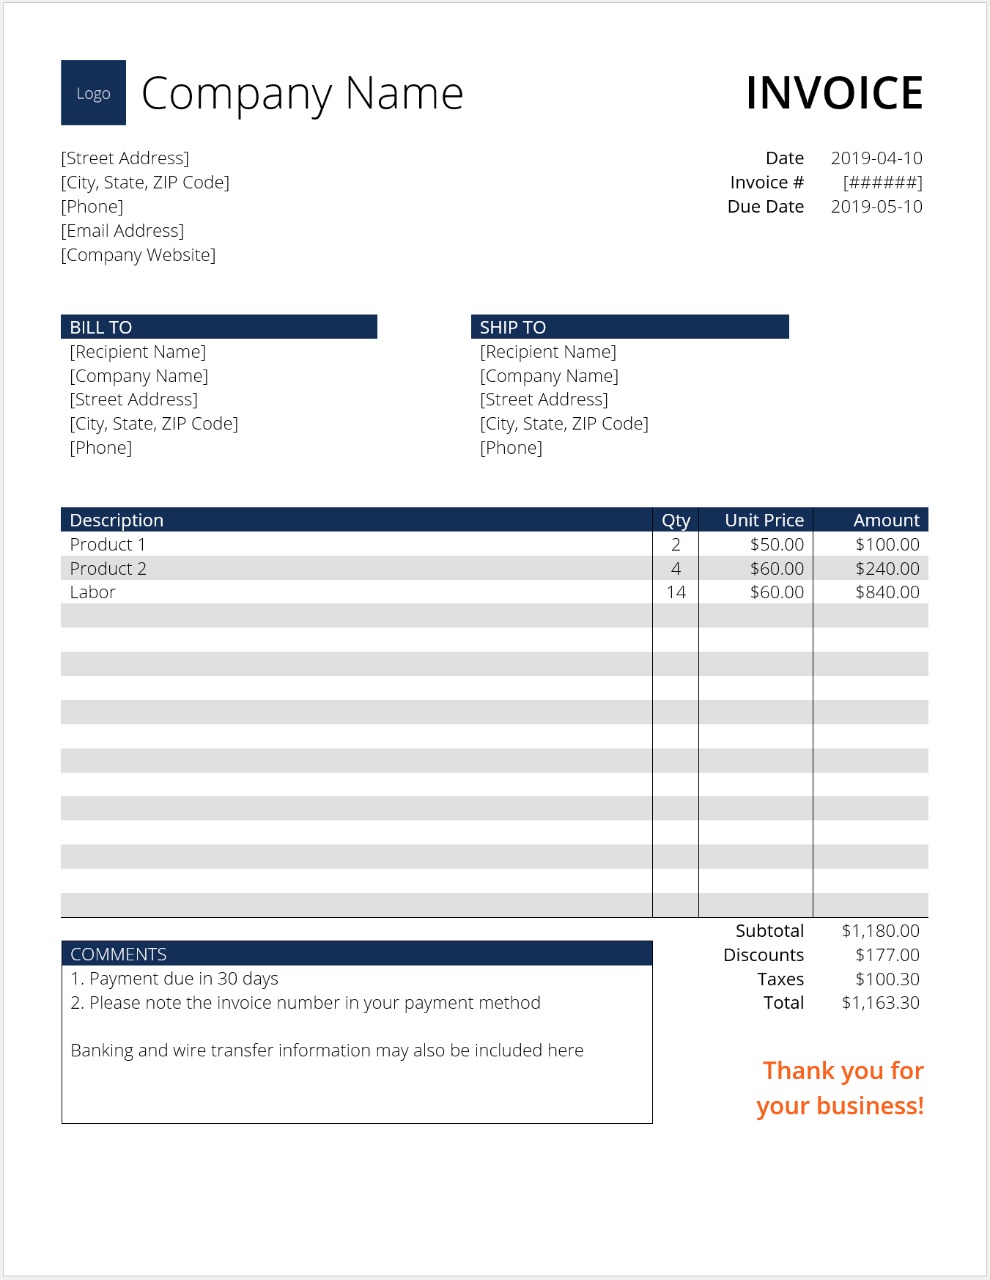 Logo
Company Name
INVOICE
[Street Address]
[City, State, ZIP Code]
[Phone]
[Email Address]
[Company Website]
Date 2019-04-10
Invoice # [######]
Due Date 2019-05-10
BILL TO
[Recipient Name]
[Company Name]
[Street Address]
[City, State, ZIP Code]
[Phone]
SHIP TO
[Recipient Name]
[Company Name]
[Street Address]
[City, State, ZIP Code]
[Phone]
Description Qty Unit Price Amount
Product 1 2 $50.00 $100.00
Product 2 4 $60.00 $240.00
Labor 14 $60.00 $840.00
Subtotal $1,180.00
Discounts $177.00
Taxes $100.30
Total $1,163.30
COMMENTS
1. Payment due in 30 days
2. Please note the invoice number in your payment method
Banking and wire transfer information may also be included here
Thank you for
your business!